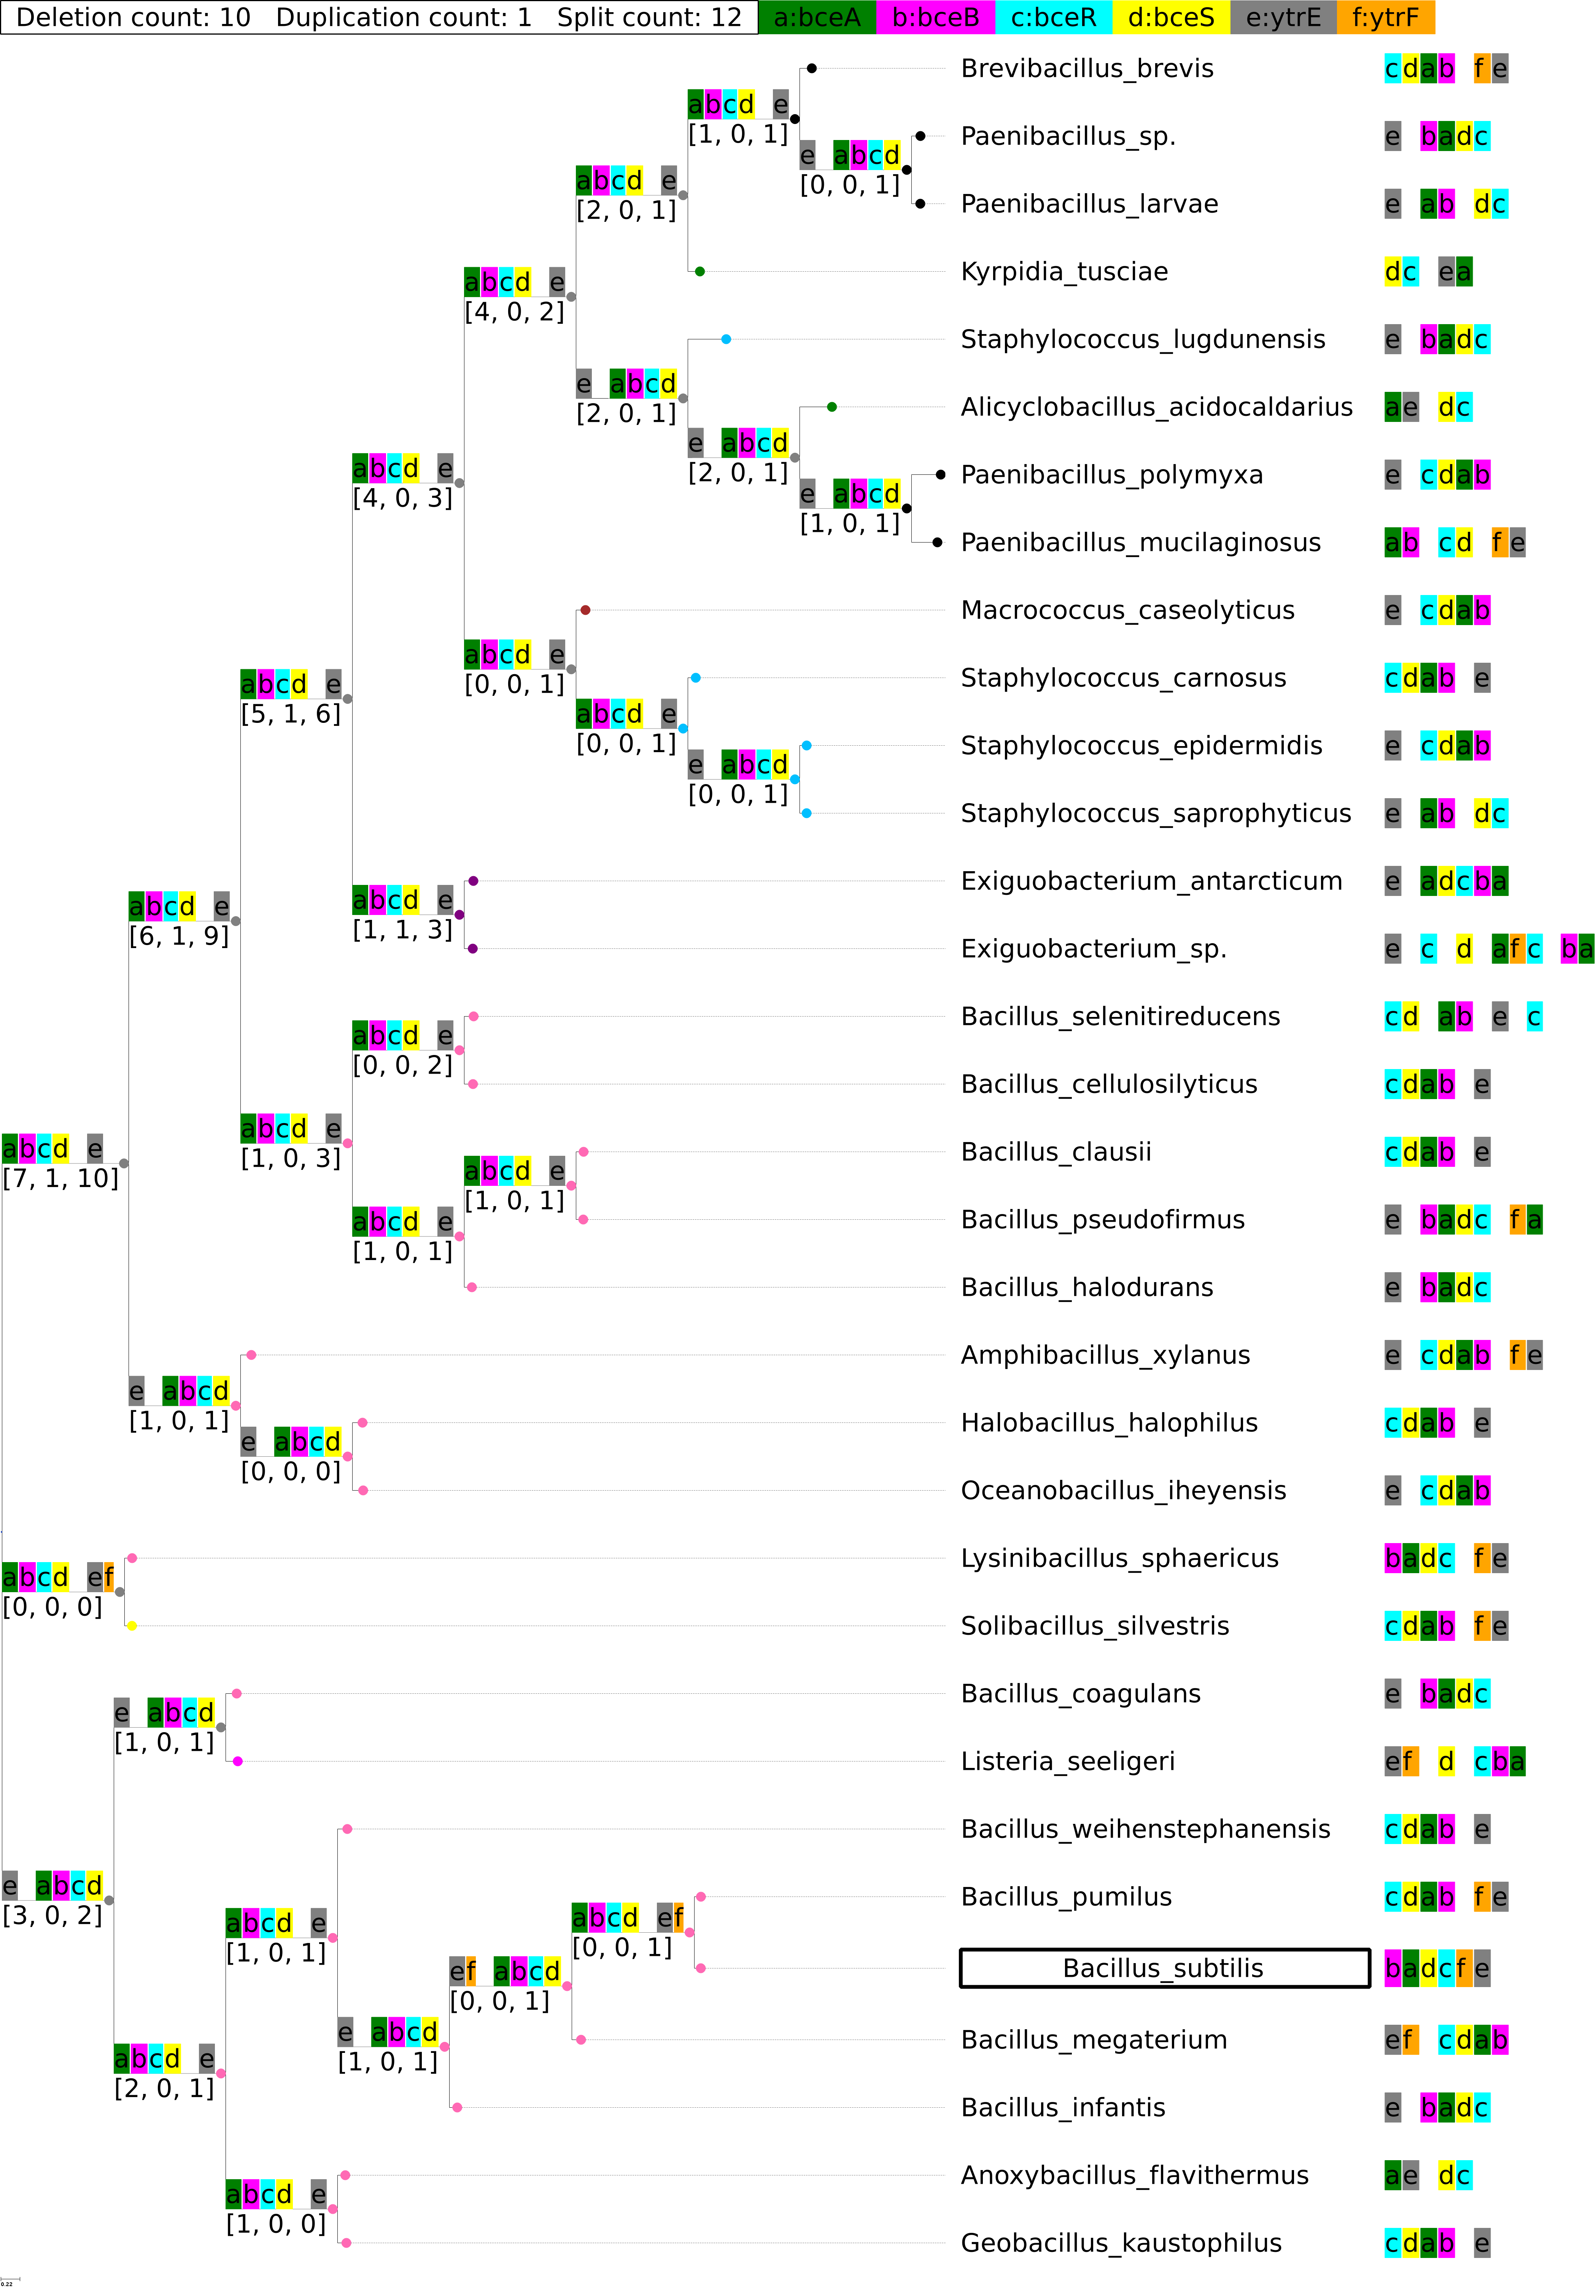 Deletion count: 10 Duplication count: 1 Split count: 12 a:bceA b:bceB c:bceR d:bceS e:ytrE f:ytrF
Brevibacillus_brevis cdab fe
abcd e
[1, 0, 1]
Paenibacillus_sp. e badc
e abcd
[0, 0, 1]
abcd e
[2, 0, 1]
Paenibacillus_larvae e ab dc
Kyrpidia_tusciae dc ea
abcd e
[4, 0, 2]
Staphylococcus_lugdunensis e badc
e abcd
[2, 0, 1]
Alicyclobacillus_acidocaldarius ae dc
e abcd
[2, 0, 1]
Paenibacillus_polymyxa e cdab
abcd e
[4, 0, 3]
e abcd
[1, 0, 1]
Paenibacillus_mucilaginosus ab cd fe
Macrococcus_caseolyticus e cdab
abcd e
[0, 0, 1]
Staphylococcus_carnosus cdab e
abcd e
[5, 1, 6]
abcd e
[0, 0, 1]
Staphylococcus_epidermidis e cdab
e abcd
[0, 0, 1]
Staphylococcus_saprophyticus e ab dc
Exiguobacterium_antarcticum e adcba
abcd e
[1, 1, 3]
abcd e
[6, 1, 9]
Exiguobacterium_sp. e c d afc ba
Bacillus_selenitireducens cd ab e c
abcd e
[0, 0, 2]
Bacillus_cellulosilyticus cdab e
abcd e
[1, 0, 3]
abcd e
[7, 1, 10]
Bacillus_clausii cdab e
abcd e
[1, 0, 1]
Bacillus_pseudofirmus e badc fa
abcd e
[1, 0, 1]
Bacillus_halodurans e badc
Amphibacillus_xylanus e cdab fe
e abcd
[1, 0, 1]
Halobacillus_halophilus cdab e
e abcd
[0, 0, 0]
Oceanobacillus_iheyensis e cdab
Lysinibacillus_sphaericus badc fe
abcd ef
[0, 0, 0]
Solibacillus_silvestris cdab fe
Bacillus_coagulans e badc
e abcd
[1, 0, 1]
Listeria_seeligeri ef d cba
Bacillus_weihenstephanensis cdab e
e abcd
[3, 0, 2]
Bacillus_pumilus cdab fe
abcd ef
[0, 0, 1]
abcd e
[1, 0, 1]
Bacillus_subtilis badcfe
ef abcd
[0, 0, 1]
Bacillus_megaterium ef cdab
e abcd
[1, 0, 1]
abcd e
[2, 0, 1]
Bacillus_infantis e badc
Anoxybacillus_flavithermus ae dc
abcd e
[1, 0, 0]
Geobacillus_kaustophilus cdab e
0.22